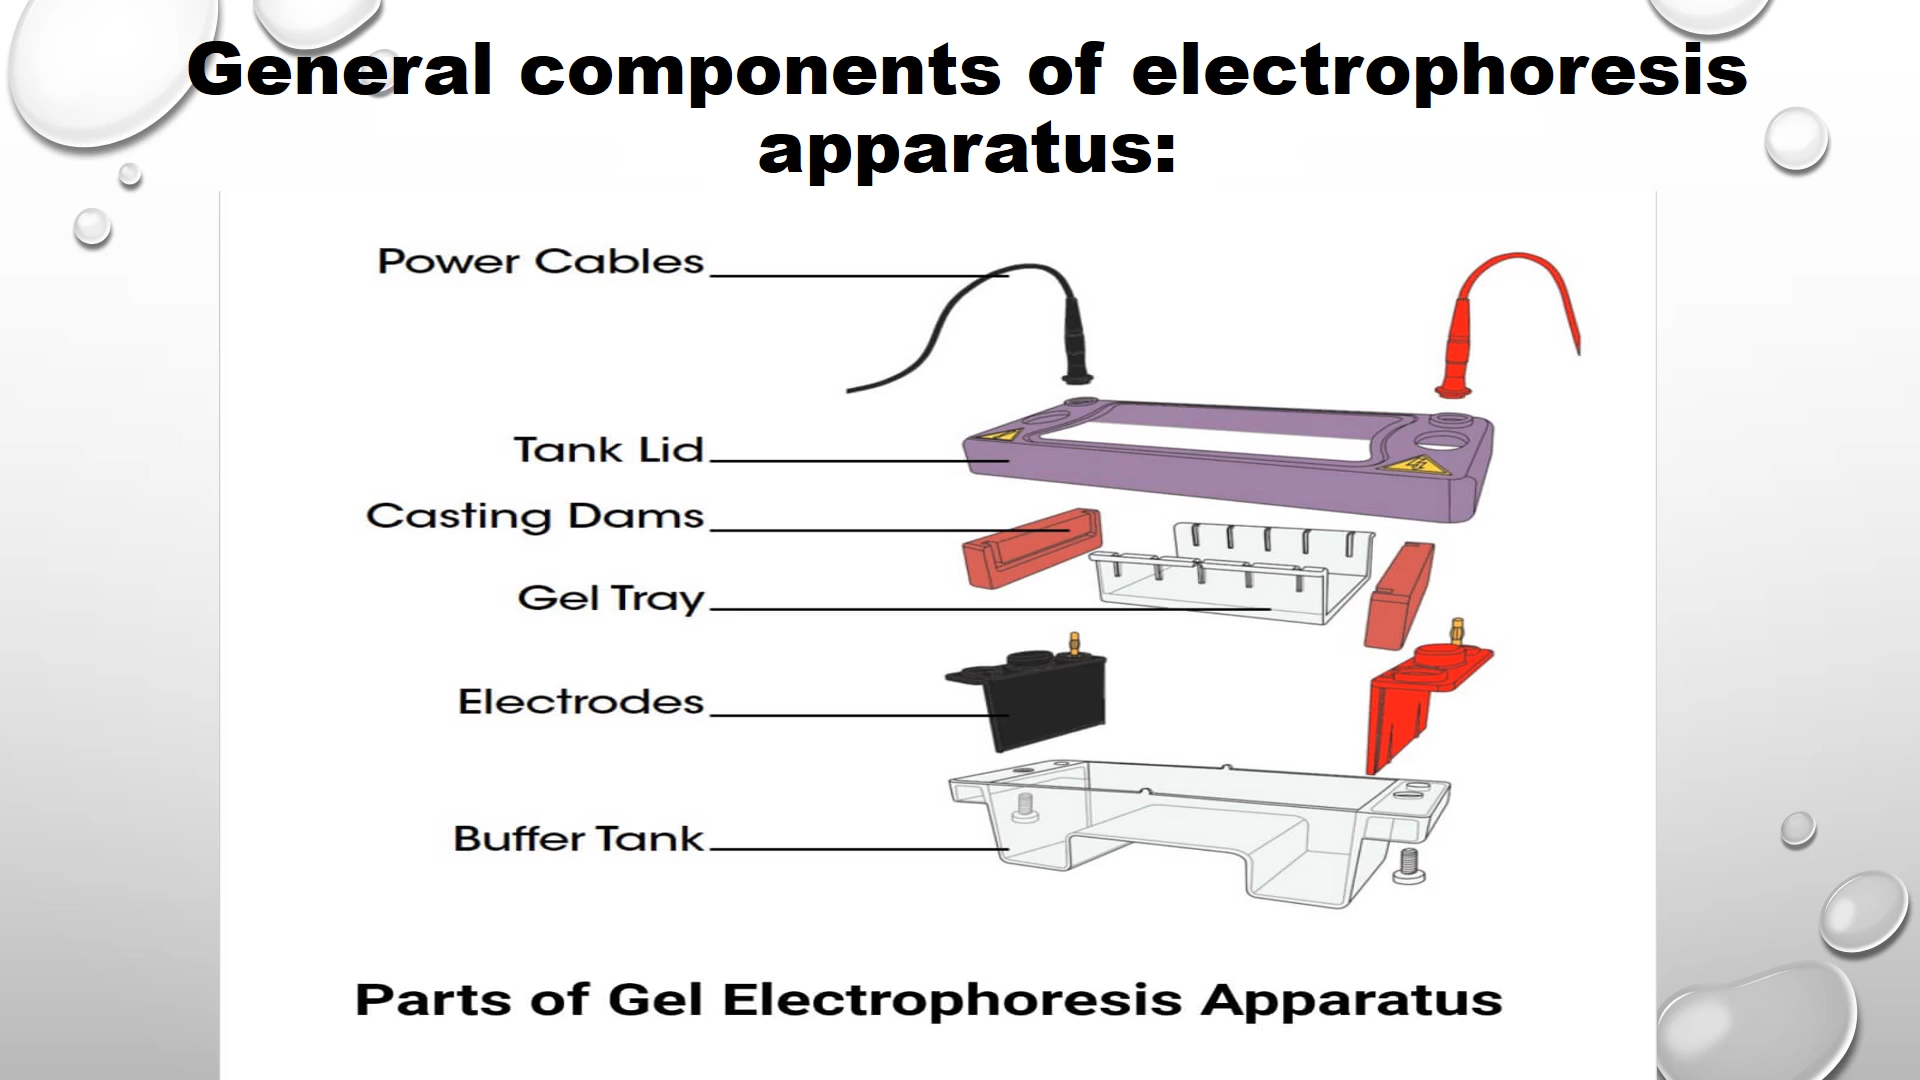 General components of electrophoresis
apparatus:
Power Cables
Tank Lid
Casting Dams
Gel Tray
Electrodes
Buffer Tank
Parts of Gel Electrophoresis Apparatus